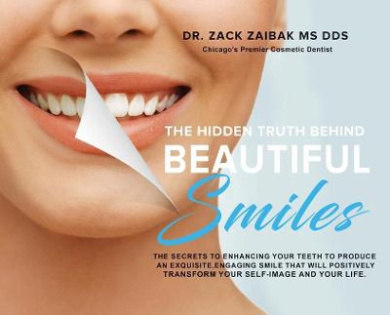 DR. ZACK ZAIBAK MS DDS
Chicago's Premier Cosmetic Dentist
THE HIDDEN TRUTH BEHIND
BEAUTIFUL
Smiles
THE SECRETS TO ENHANCING YOUR TEETH TO PRODUCE
AN EXQUISITE,ENGAGING SMILE THAT WILL POSITIVELY
TRANSFORM YOUR SELF-IMAGE AND YOUR LIFE.